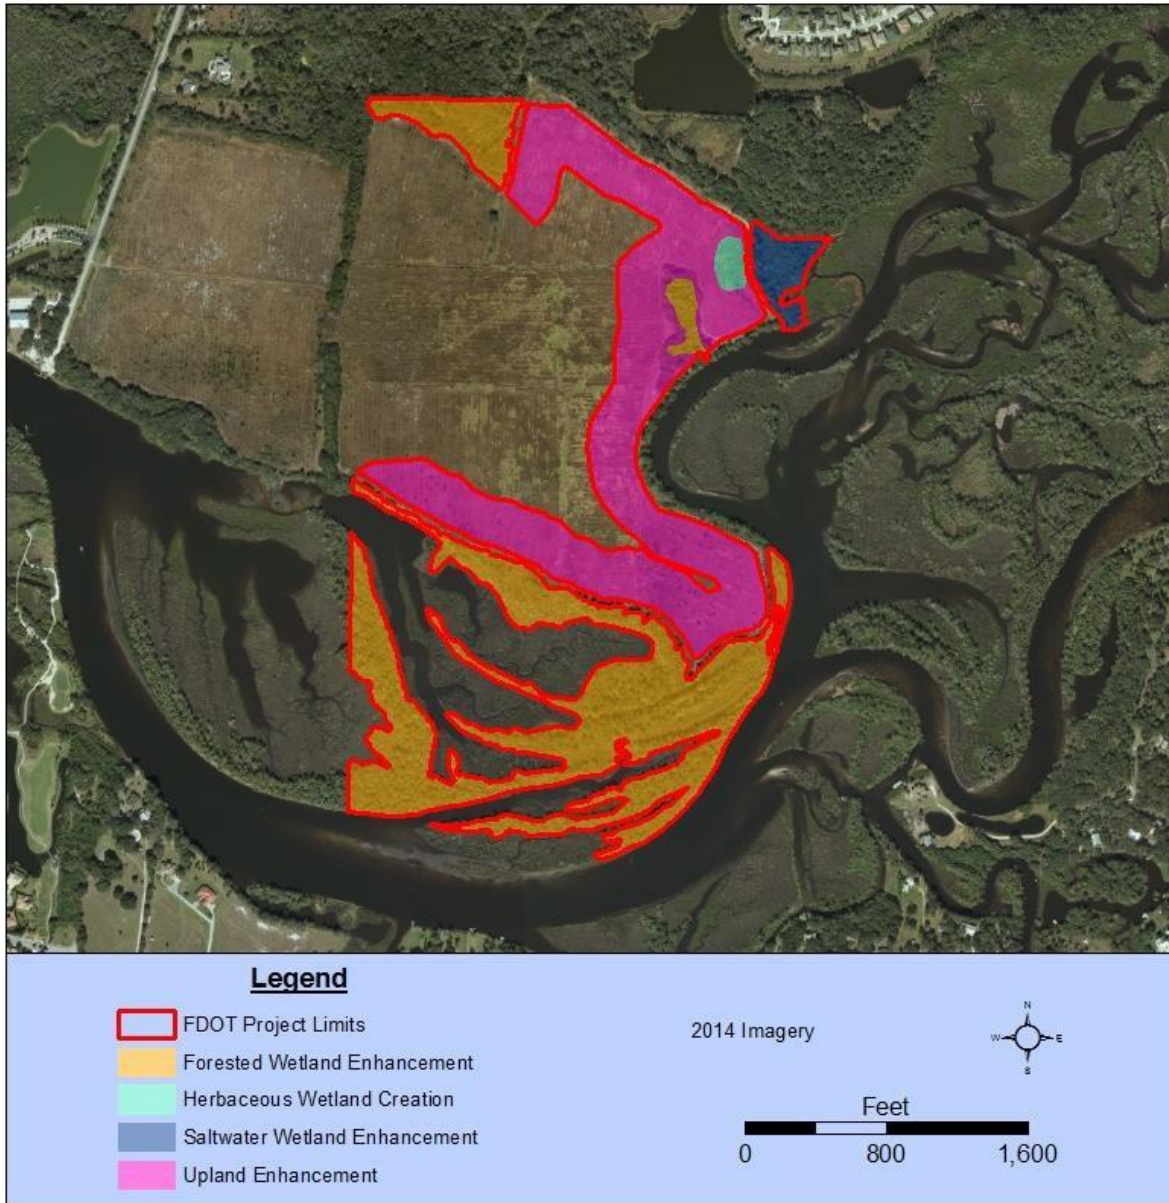 Legend
FDOT Project Limits
Forested Wetland Enhancement
Herbaceous Wetland Creation
Saltwater Wetland Enhancement
Upland Enhancement
2014 Imagery
N
W E
S
Feet
0 800 1,600